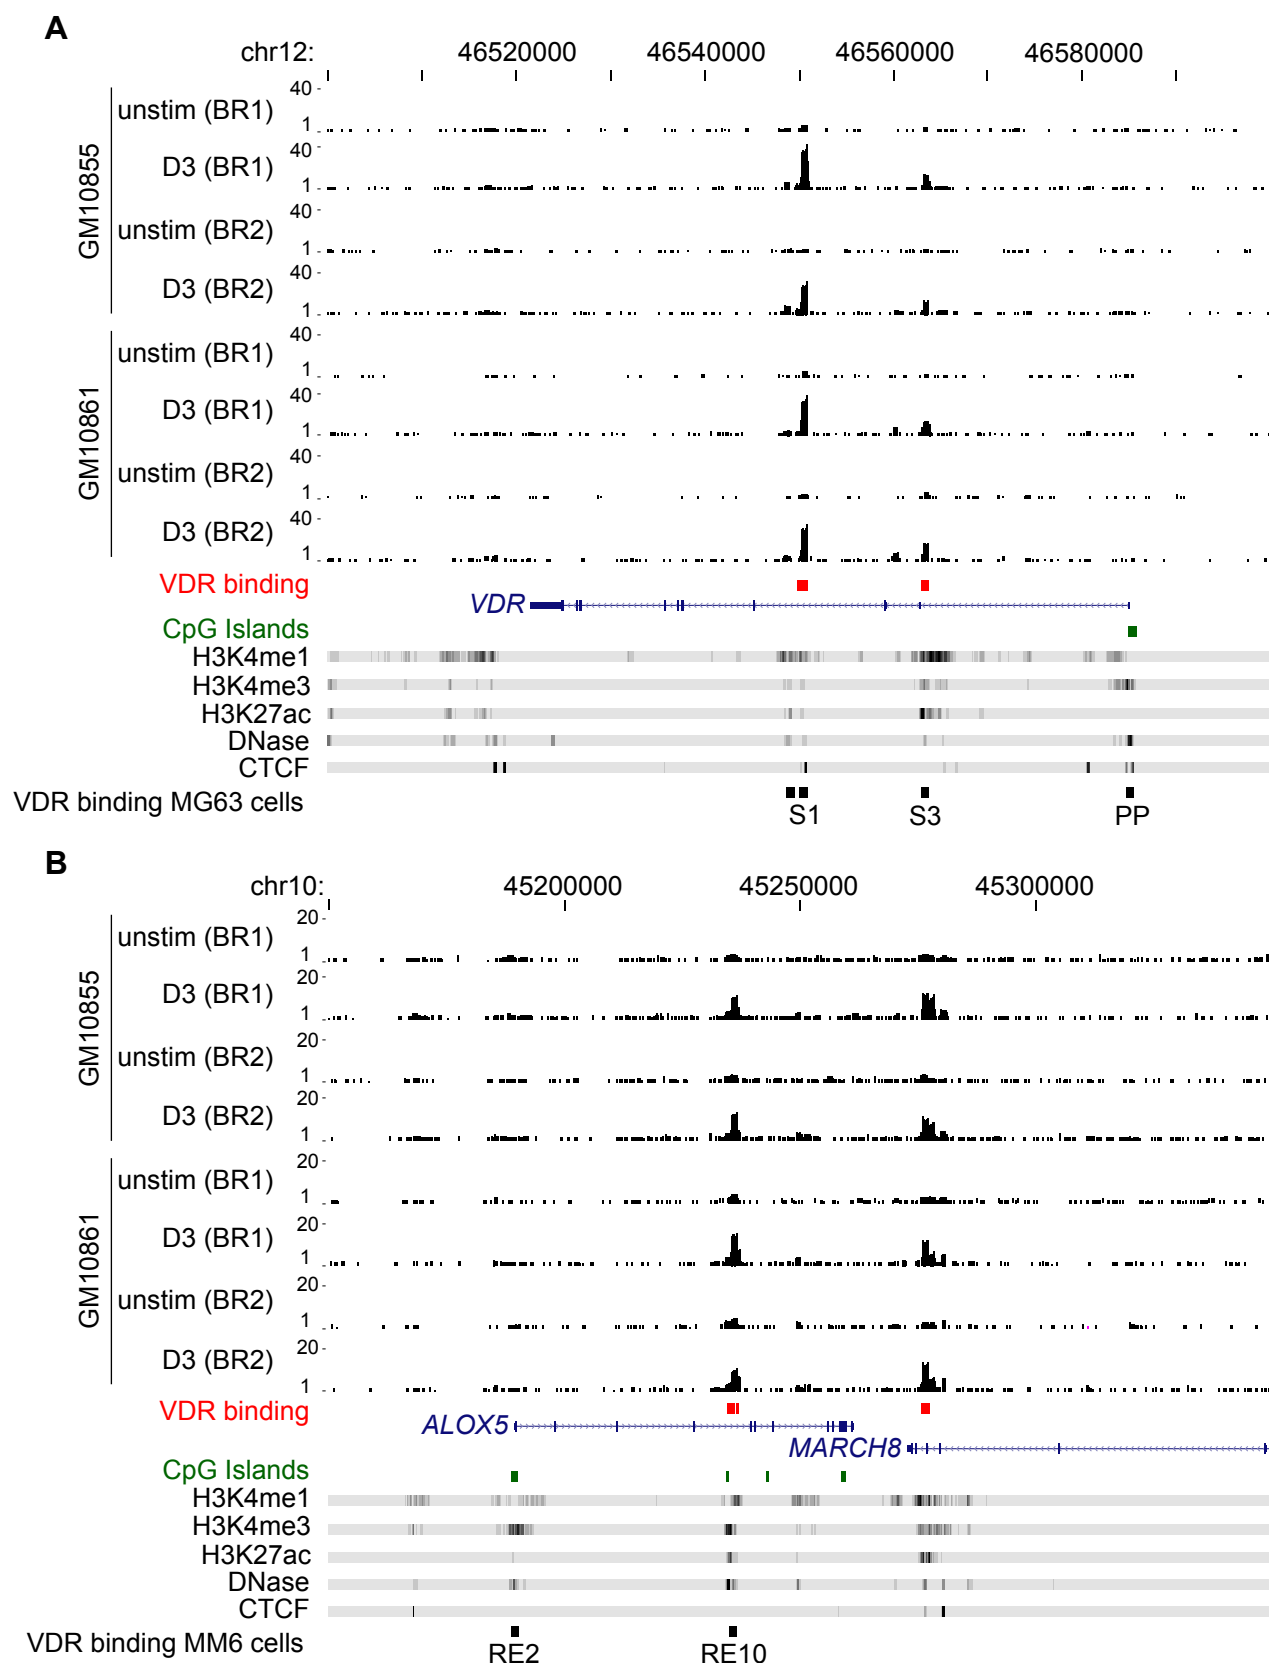 A
chr12: 46520000 46540000 46560000 46580000
GM10855
unstim (BR1) 40 1
D3 (BR1) 40 1
unstim (BR2) 40 1
D3 (BR2) 40 1
GM10861
unstim (BR1) 40 1
D3 (BR1) 40 1
unstim (BR2) 40 1
D3 (BR2) 40 1
VDR binding
VDR
CpG Islands
H3K4me1
H3K4me3
H3K27ac
DNase
CTCF
VDR binding MG63 cells
S1 S3 PP
B
chr10: 45200000 45250000 45300000
GM10855
unstim (BR1) 20 1
D3 (BR1) 20 1
unstim (BR2) 20 1
D3 (BR2) 20 1
GM10861
unstim (BR1) 20 1
D3 (BR1) 20 1
unstim (BR2) 20 1
D3 (BR2) 20 1
VDR binding
ALOX5
MARCH8
CpG Islands
H3K4me1
H3K4me3
H3K27ac
DNase
CTCF
VDR binding MM6 cells
RE2 RE10